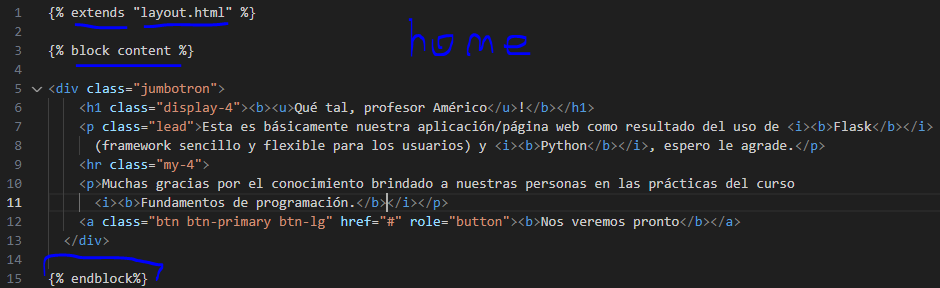 1 {% extends "layout.html" %}
2
home
3 {% block content %}
4
5 <div class="jumbotron">
6 <h1 class="display-4"><b><u>Qué tal, profesor Américo</u>!</b></h1>
7 <p class="lead">Esta es básicamente nuestra aplicación/página web como resultado del uso de <i><b>Flask</b></i>
8 (framework sencillo y flexible para los usuarios) y <i><b>Python</b></i>, espero le agrade.</p>
9 <hr class="my-4">
10 <p>Muchas gracias por el conocimiento brindado a nuestras personas en las prácticas del curso
11 <i><b>Fundamentos de programación.</b></i></p>
12 <a class="btn btn-primary btn-lg" href="#" role="button"><b>Nos veremos pronto</b></a>
13 </div>
14
15 {% endblock%}